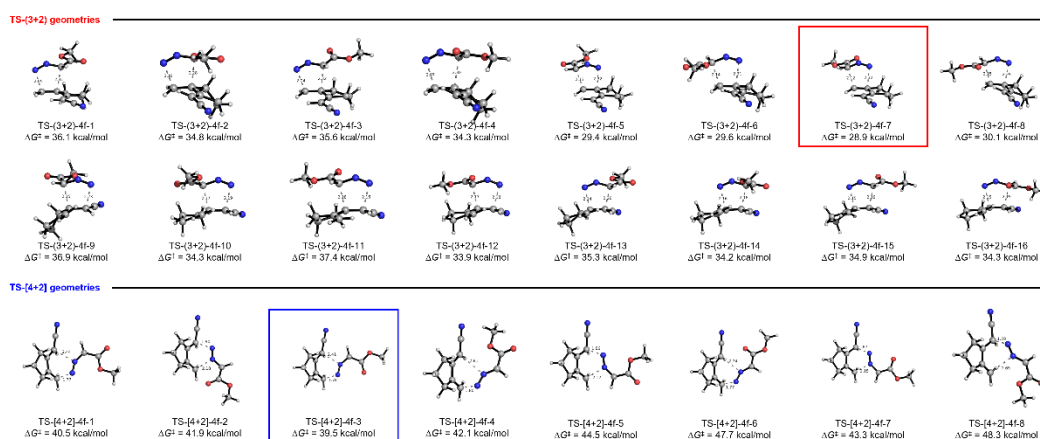 TS-(3+2) geometries
TS-(3+2)-4f-1
ΔG‡ = 36.1 kcal/mol
TS-(3+2)-4f-2
ΔG‡ = 34.8 kcal/mol
TS-(3+2)-4f-3
ΔG‡ = 35.6 kcal/mol
TS-(3+2)-4f-4
ΔG‡ = 34.3 kcal/mol
TS-(3+2)-4f-5
ΔG‡ = 29.4 kcal/mol
TS-(3+2)-4f-6
ΔG‡ = 29.6 kcal/mol
TS-(3+2)-4f-7
ΔG‡ = 28.9 kcal/mol
TS-(3+2)-4f-8
ΔG‡ = 30.1 kcal/mol
TS-(3+2)-4f-9
ΔG‡ = 36.9 kcal/mol
TS-(3+2)-4f-10
ΔG‡ = 34.3 kcal/mol
TS-(3+2)-4f-11
ΔG‡ = 37.4 kcal/mol
TS-(3+2)-4f-12
ΔG‡ = 33.9 kcal/mol
TS-(3+2)-4f-13
ΔG‡ = 35.3 kcal/mol
TS-(3+2)-4f-14
ΔG‡ = 34.2 kcal/mol
TS-(3+2)-4f-15
ΔG‡ = 34.9 kcal/mol
TS-(3+2)-4f-16
ΔG‡ = 34.3 kcal/mol
TS-[4+2] geometries
TS-[4+2]-4f-1
ΔG‡ = 40.5 kcal/mol
TS-[4+2]-4f-2
ΔG‡ = 41.9 kcal/mol
TS-[4+2]-4f-3
ΔG‡ = 39.5 kcal/mol
TS-[4+2]-4f-4
ΔG‡ = 42.1 kcal/mol
TS-[4+2]-4f-5
ΔG‡ = 44.5 kcal/mol
TS-[4+2]-4f-6
ΔG‡ = 47.7 kcal/mol
TS-[4+2]-4f-7
ΔG‡ = 43.3 kcal/mol
TS-[4+2]-4f-8
ΔG‡ = 48.3 kcal/mol